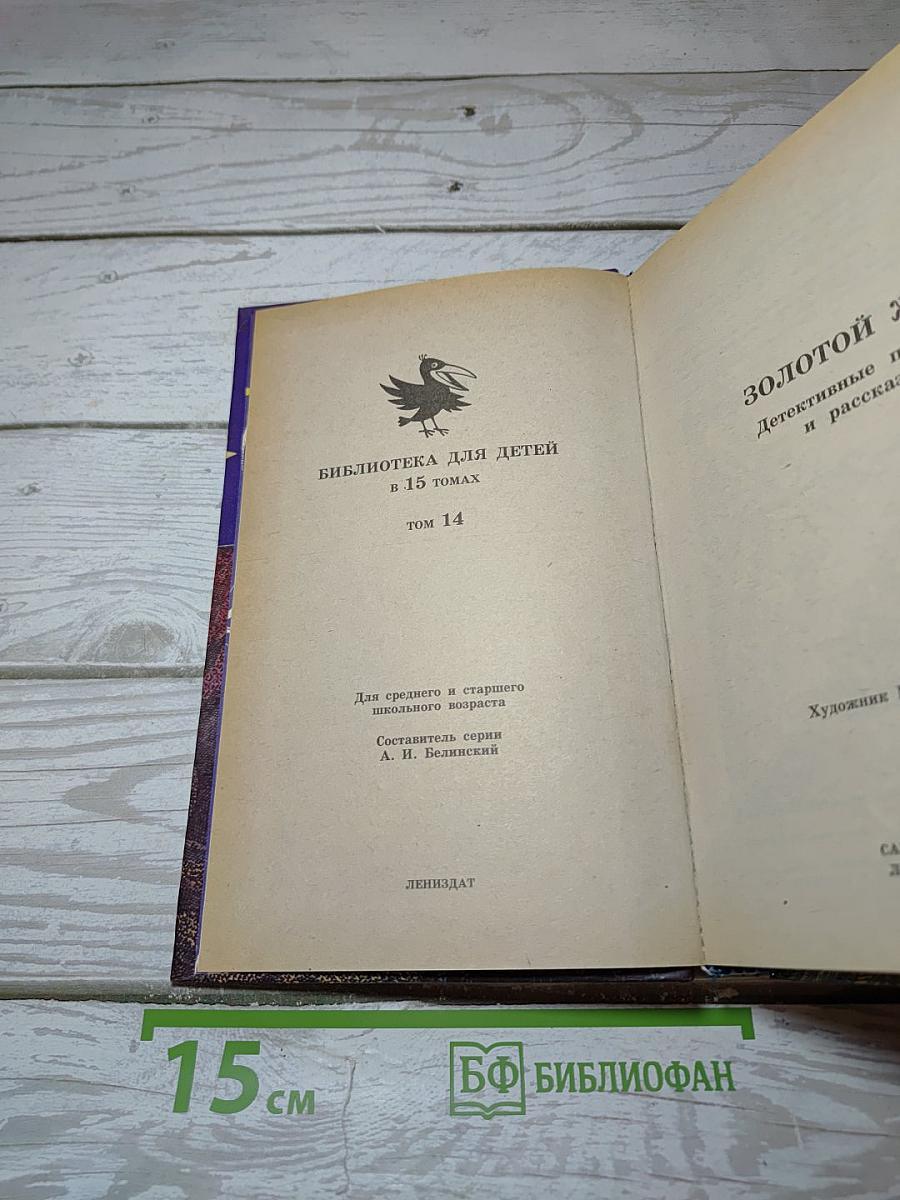 БИБЛИОТЕКА ДЛЯ ДЕТЕЙ
В 15 ТОМАХ
ТОМ 14
Для среднего и старшего
школьного возраста
Составитель серии
А. И. Белинский
ЛЕНИЗДАТ
ЗОЛОТОЙ
Детективные
и
Художник
15 см
БФ БИБЛИОФАН